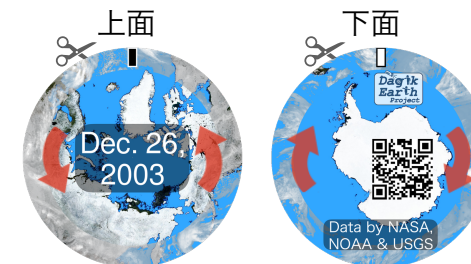 上面
下面
Dec. 26,
2003
Dagik
Earth
Project
Data by NASA,
NOAA & USGS